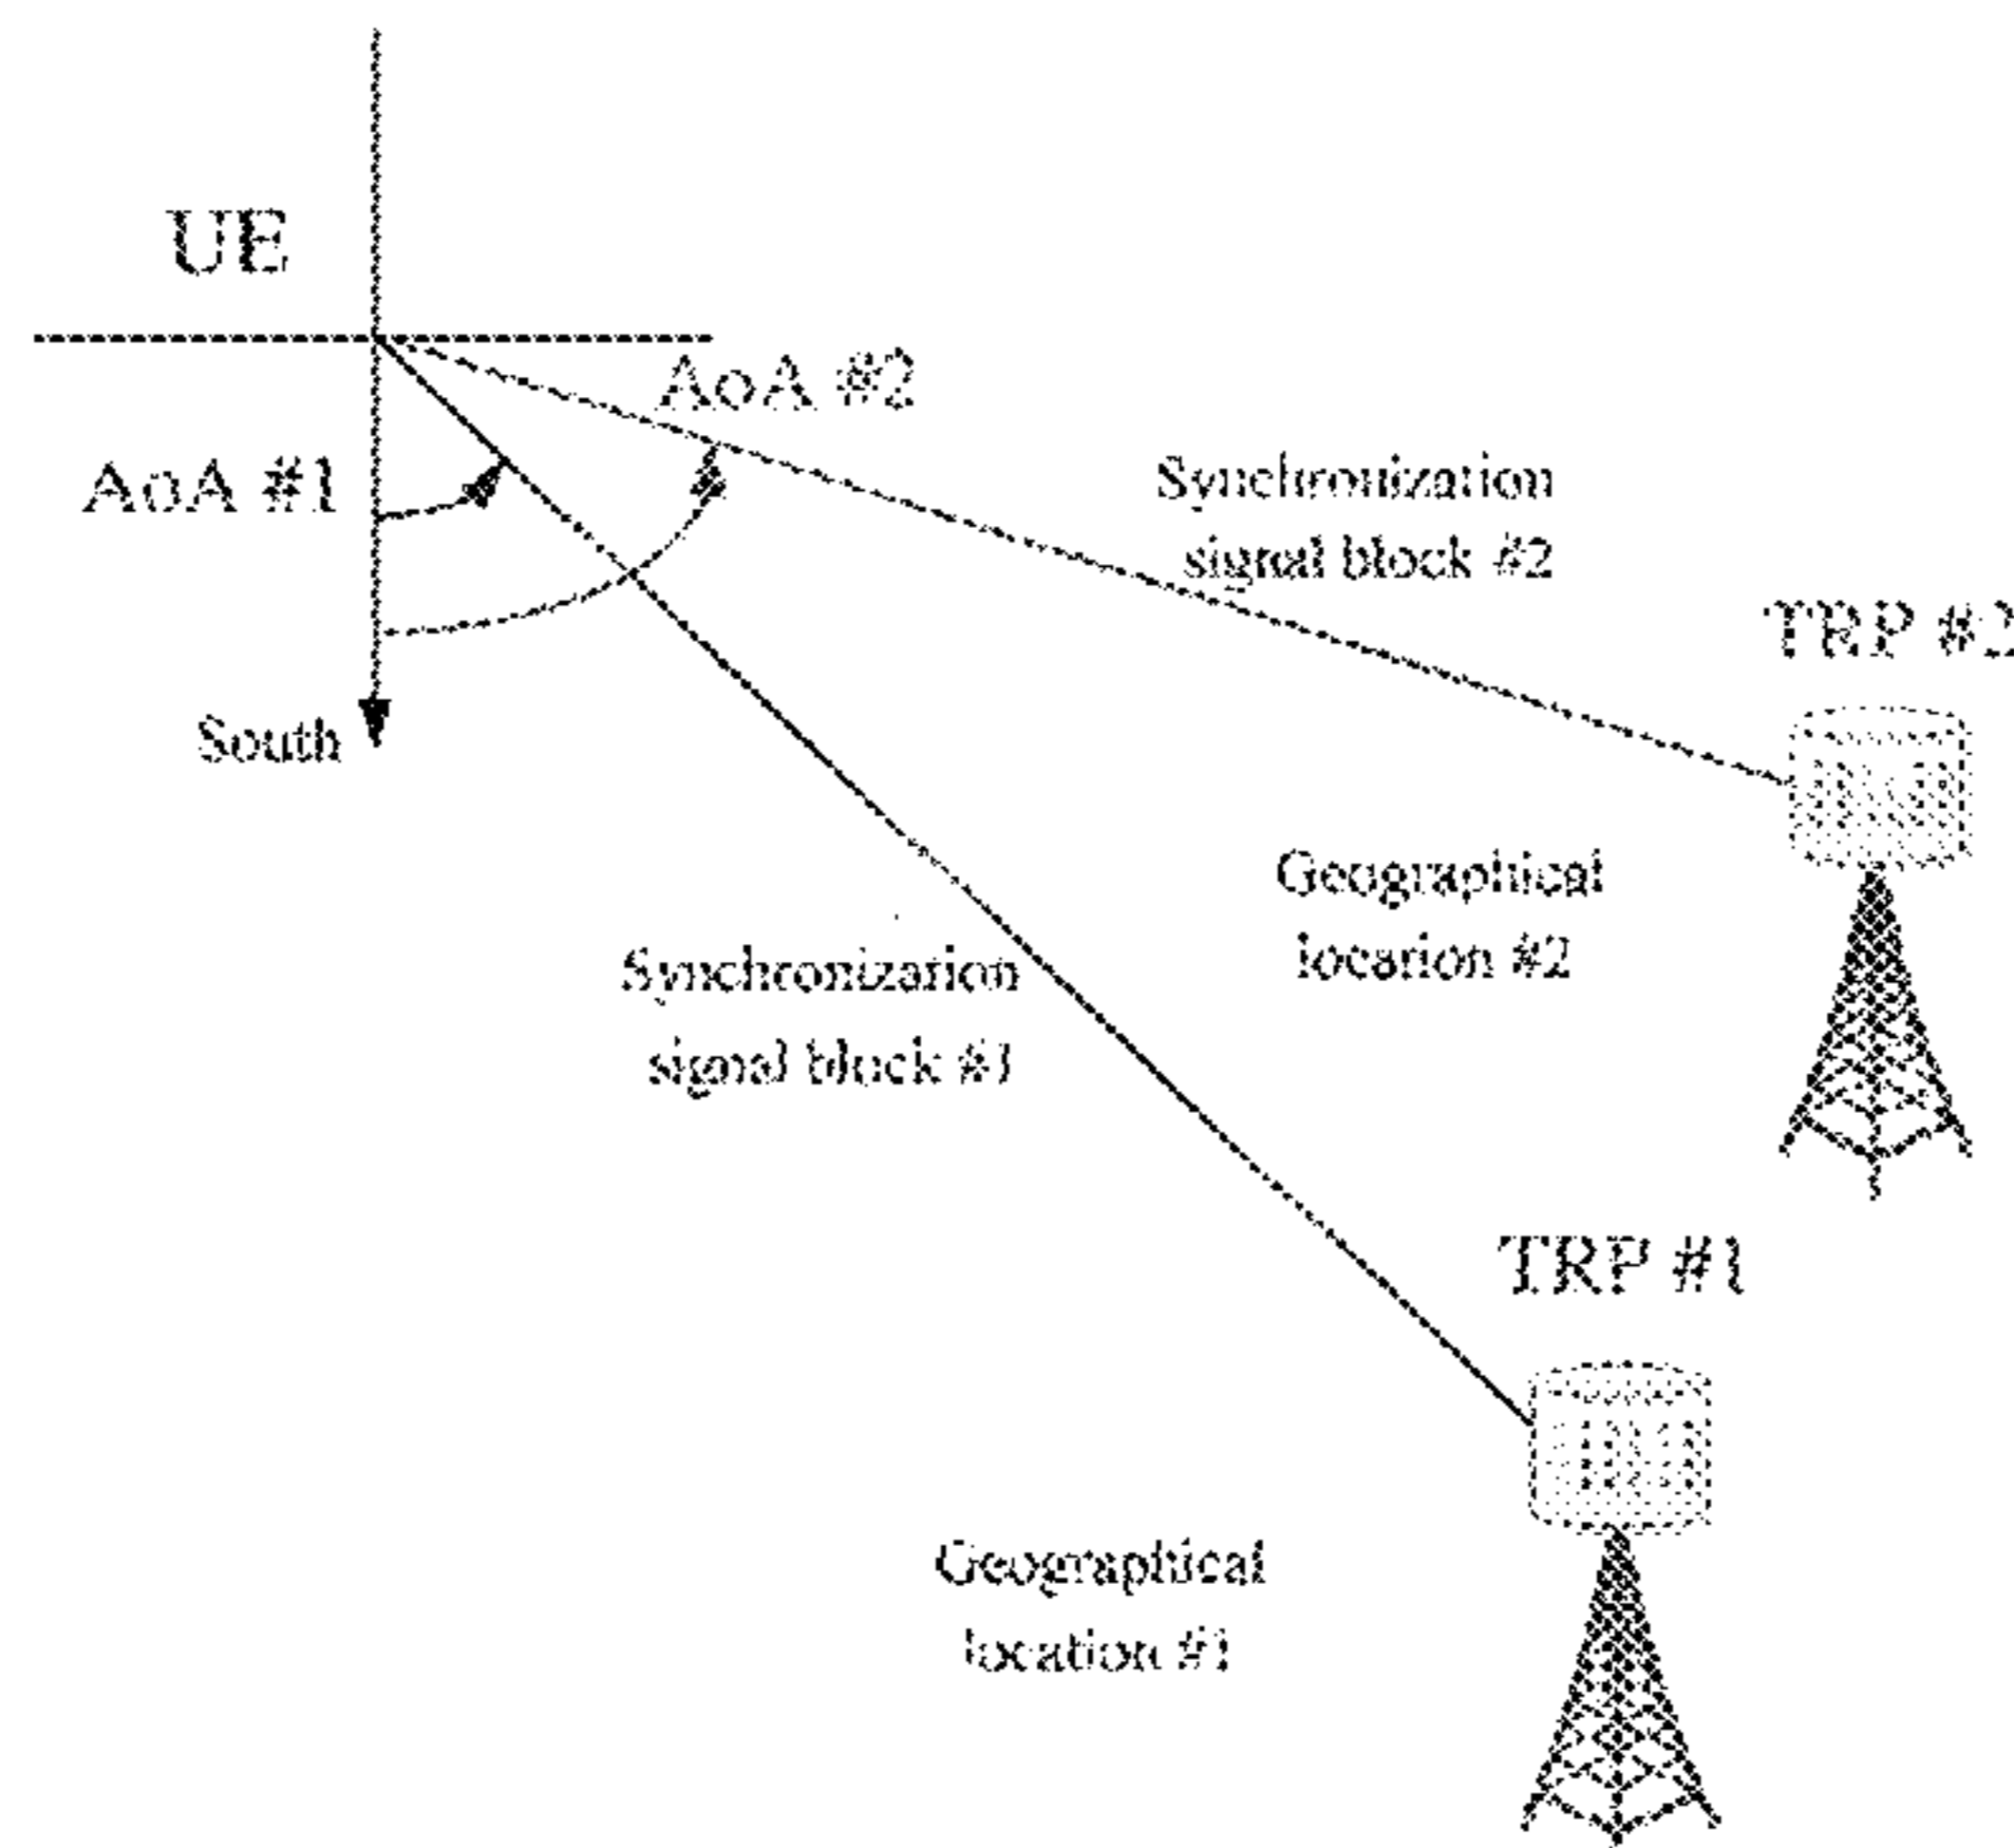 UE
AoA #2
AoA #1
Synchronization
signal block #2
TRP #2
South
Geographical
location #2
Synchronization
signal block #1
TRP #1
Geographical
location #1